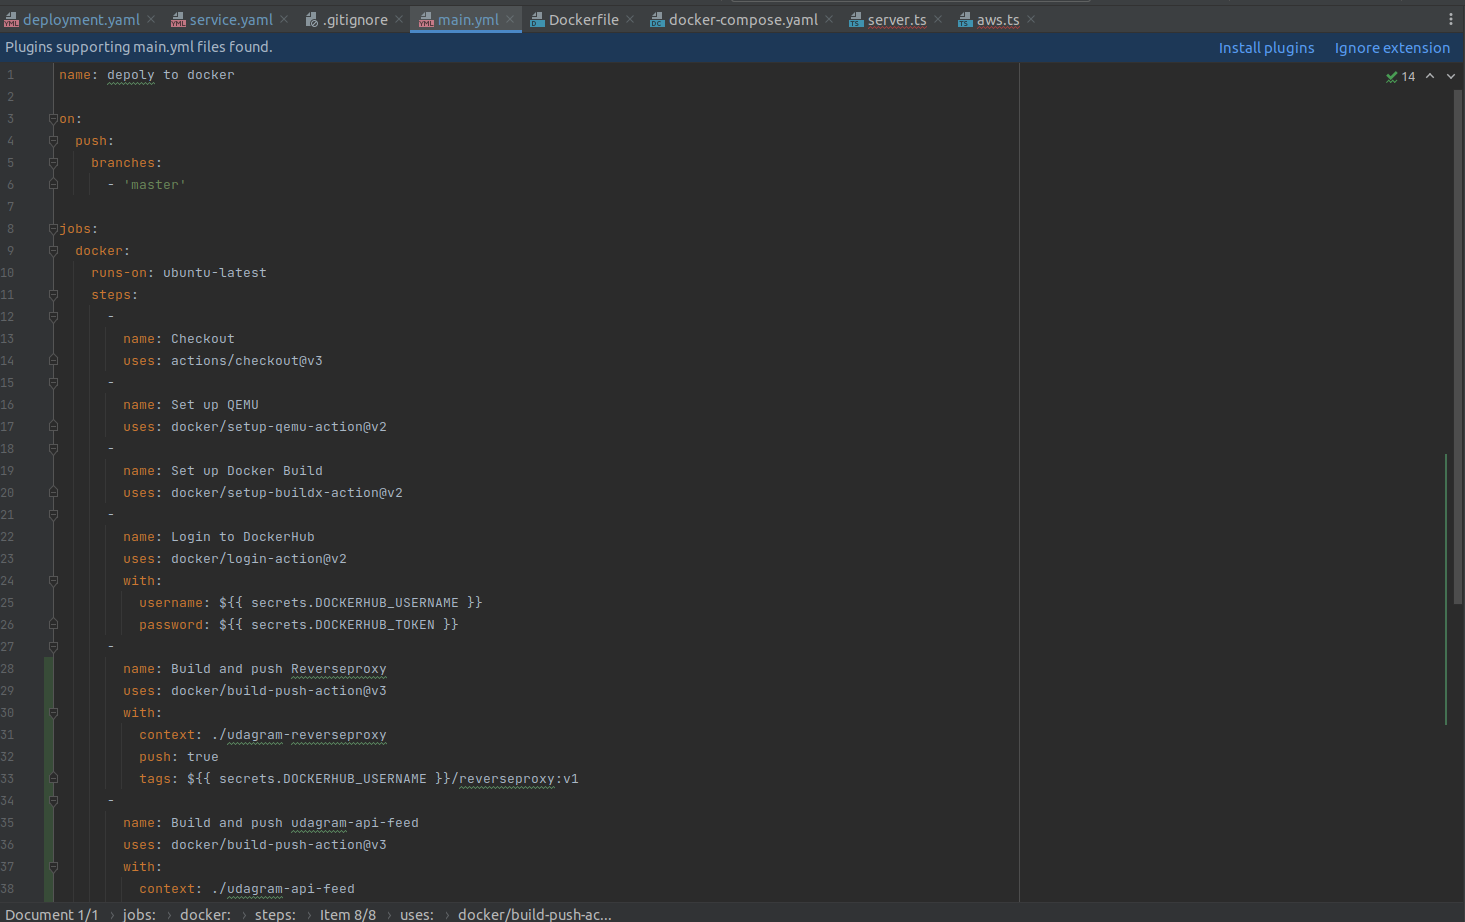 deployment.yaml service.yaml .gitignore main.yml Dockerfile docker-compose.yaml server.ts aws.ts
Plugins supporting main.yml files found. Install plugins Ignore extension
1 name: depoly to docker 14
2
3 on:
4 push:
5 branches:
6 - 'master'
7
8 jobs:
9 docker:
10 runs-on: ubuntu-latest
11 steps:
12 -
13 name: Checkout
14 uses: actions/checkout@v3
15 -
16 name: Set up QEMU
17 uses: docker/setup-qemu-action@v2
18 -
19 name: Set up Docker Build
20 uses: docker/setup-buildx-action@v2
21 -
22 name: Login to DockerHub
23 uses: docker/login-action@v2
24 with:
25 username: ${{ secrets.DOCKERHUB_USERNAME }}
26 password: ${{ secrets.DOCKERHUB_TOKEN }}
27 -
28 name: Build and push Reverseproxy
29 uses: docker/build-push-action@v3
30 with:
31 context: ./udagram-reverseproxy
32 push: true
33 tags: ${{ secrets.DOCKERHUB_USERNAME }}/reverseproxy:v1
34 -
35 name: Build and push udagram-api-feed
36 uses: docker/build-push-action@v3
37 with:
38 context: ./udagram-api-feed
Document 1/1 › jobs: › docker: › steps: › Item 8/8 › uses: › docker/build-push-ac...